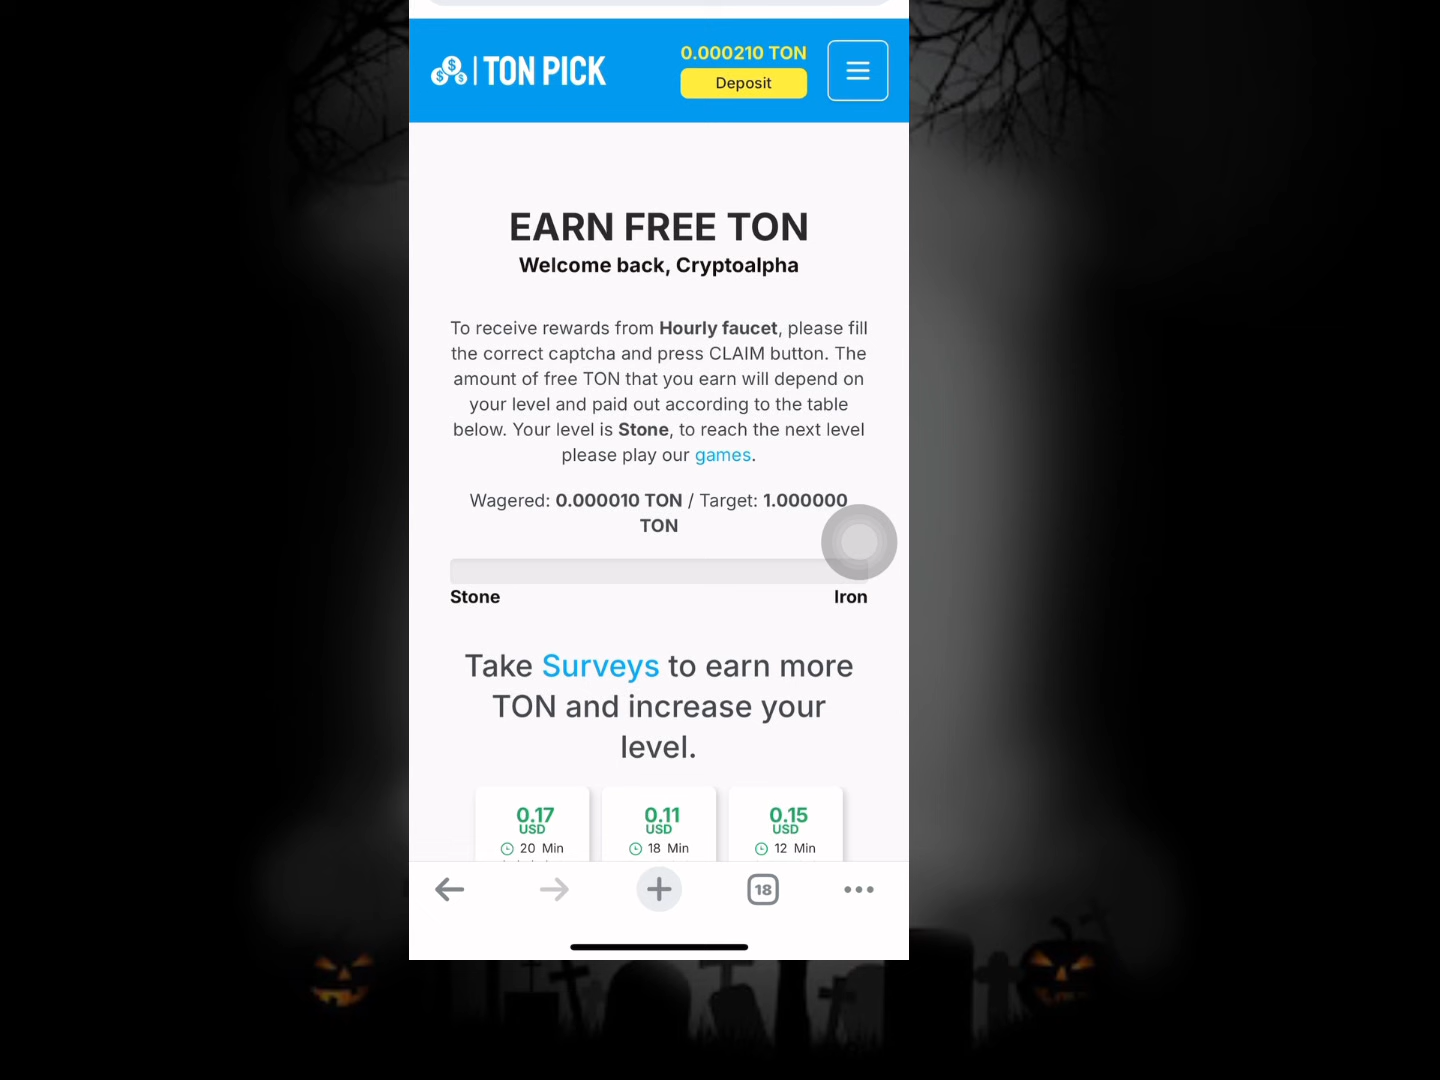 0.000210 TON
$ $ $ | TON PICK
Deposit
EARN FREE TON
Welcome back, Cryptoalpha
To receive rewards from Hourly faucet, please fill
the correct captcha and press CLAIM button. The
amount of free TON that you earn will depend on
your level and paid out according to the table
below. Your level is Stone, to reach the next level
please play our games.
Wagered: 0.000010 TON / Target: 1.000000
TON
Stone Iron
Take Surveys to earn more
TON and increase your
level.
0.17 0.11 0.15
USD USD USD
20 Min 18 Min 12 Min
18